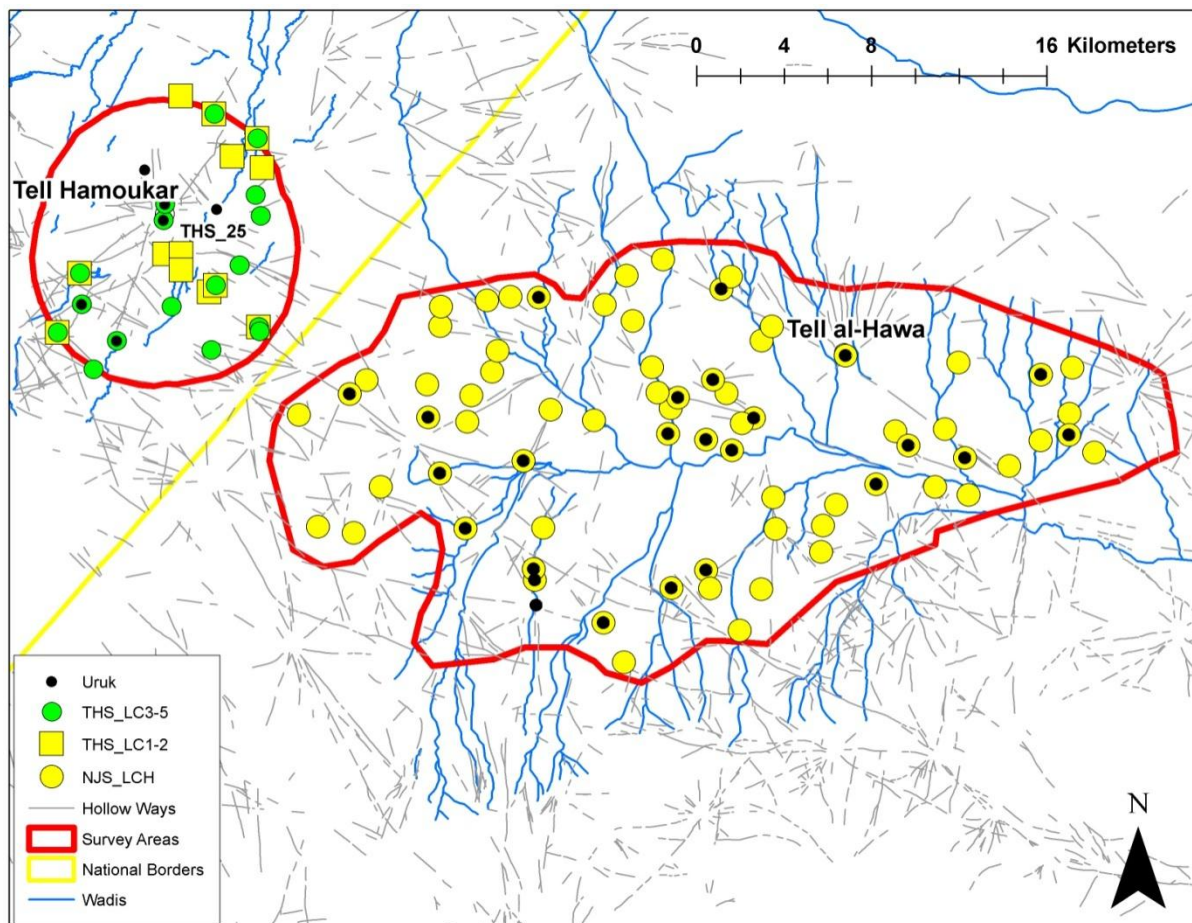 0 4 8 16 Kilometers
Tell Hamoukar
THS_25
Tell al-Hawa
N
Uruk
THS_LC3-5
THS_LC1-2
NJS_LCH
Hollow Ways
Survey Areas
National Borders
Wadis